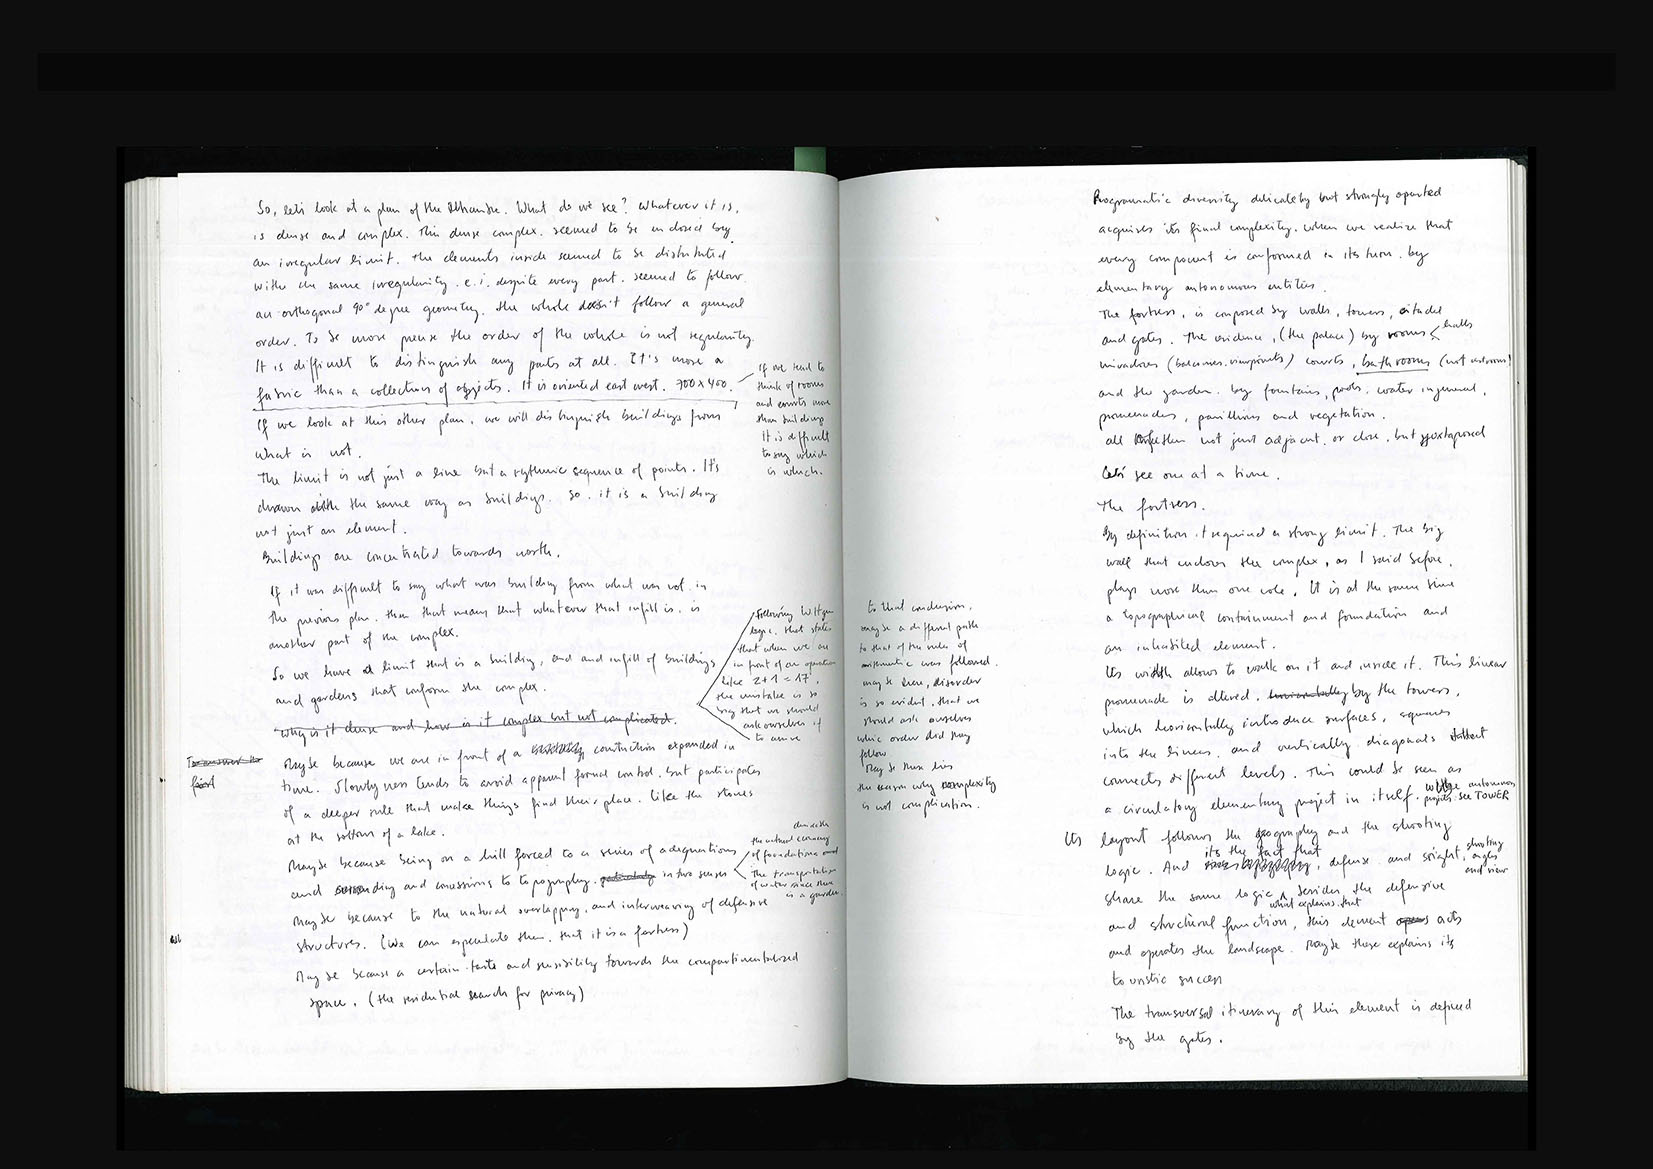 So, let's look at a plan of the Alhambra. What do we see? Whatever it is,
is dense and complex. This dense complex. seemed to be enclosed by
an irregular limit. The elements inside seemed to be distributed
with the same irregularity. e.i. despite every part. seemed to follow
an orthogonal 90° degree geometry. the whole doesn't follow a general
order. To be more precise the order of the whole is not regularity.
It is difficult to distinguish any parts at all. It's more a
fabric than a collection of objects. It is oriented east west. 700 x 400.
If we tend to
think of rooms
and courts more
than buildings
It is difficult
to say which
is which.
If we look at this other plan, we will distinguish buildings from
what is not.
The limit is not just a line but a rythmic sequence of points. It's
drawn with the same way as buildings. So, it is a building
not just an element.
Buildings are concentrated towards north.
If it was difficult to say what was building from what was not in
the previous plan. then that means that whatever that infill is, is
another part of the complex.
So we have a limit that is a building, and and infill of buildings
and gardens that conform the complex.
following Wittgen
logic. that states
that when we are
in front of an operation
like 2+1=17,
the mistake is so
big that we should
ask ourselves if
to arrive
why is it dense and how is it complex but not complicated.
To answer the
first
Maybe because we are in front of a construction expanded in
time. Slowlyness tends to avoid apparent formal control, but participates
of a deeper rule that make things find their place. like the stones
at the bottom of a lake.
Maybe because being on a hill forced to a series of adequations
and and concessions to topography. in two senses
beneath
the natural
of foundations and
the transportation
of water since there
is a garden.
Maybe because to the natural overlapping, and interweaving of defensive
structures. (We can especulate then, that it is a fortress)
Maybe because a certain taste and sensibility towards the compartimentalized
space. (the residential search for privacy)
to that conclusion,
maybe a different path
to that of the rules of
arithmetic was followed.
maybe here, disorder
is so evident, that we
should ask ourselves
which order did they
follow.
Maybe these lies
the reason why complexity
is not complication.
Programatic diversity delicately but strongly operated
acquires its final complexity. when we realize that
every component is conformed in its turn. by
elementary autonomous entities.
The fortress, is composed by walls, towers, citadel
and gates. The residence, (the palace) by rooms < halls
miradores (balconies, viewpoints) courts, bathrooms (not restrooms!)
and the garden. by fountains, pools. water in general,
promenades, pavillions and vegetation.
all of them not just adjacent. or close, but juxtaposed
Let's see one at a time.
The fortress.
By definition it required a strong limit. The big
wall that encloses the complex, as I said before,
plays more than one role. It is at the same time
a topographical containment and foundation and
an inhabited element.
Its width allows to walk on it and inside it. This linear
promenade is altered, by the towers,
which horizontally introduce surfaces, squares
into the linear, and vertically diagonals that
connects different levels. This could be seen as
a circulatory elementary project in itself. autonomous
project. see TOWER
Its layout follows the geography and the shooting
logic. And its the fact that, defense and sight,
shooting
angles
and view
share the same logic, besides the defensive
what explains that
and structural function, this element acts
and operates the landscape. Maybe these explains its
touristic success
The transversal itinerary of this element is defined
by the gates.